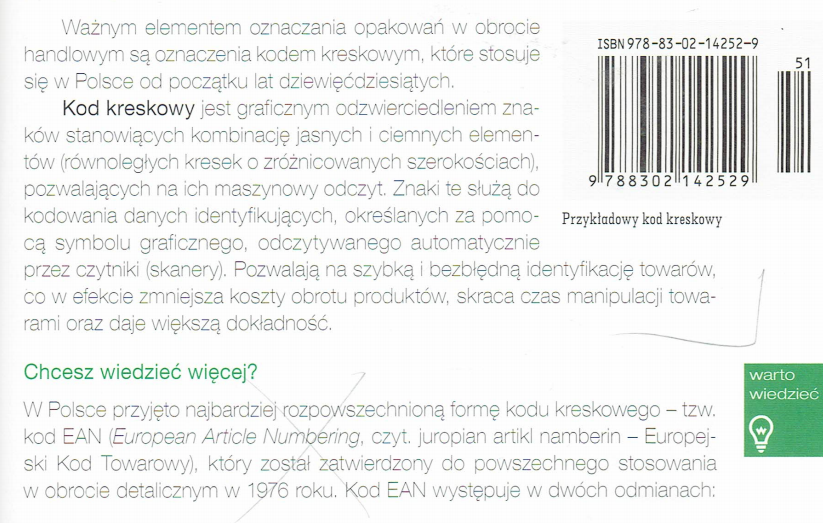 Ważnym elementem oznaczania opakowań w obrocie
handlowym są oznaczenia kodem kreskowym, które stosuje
się w Polsce od początku lat dziewięćdziesiątych.
Kod kreskowy jest graficznym odzwierciedleniem zna-
ków stanowiących kombinację jasnych i ciemnych elemen-
tów (równoległych kresek o zróżnicowanych szerokościach),
pozwalających na ich maszynowy odczyt. Znaki te służą do
kodowania danych identyfikujących, określanych za pomo-
cą symbolu graficznego, odczytywanego automatycznie
przez czytniki (skanery). Pozwalają na szybką i bezbłędną identyfikację towarów,
co w efekcie zmniejsza koszty obrotu produktów, skraca czas manipulacji towa-
rami oraz daje większą dokładność.
ISBN 978-83-02-14252-9
51
9 788302 142529
Przykładowy kod kreskowy
Chcesz wiedzieć więcej?
W Polsce przyjęto najbardziej rozpowszechnioną formę kodu kreskowego – tzw.
kod EAN (European Article Numbering, czyt. juropian artikl namberin – Europej-
ski Kod Towarowy), który został zatwierdzony do powszechnego stosowania
w obrocie detalicznym w 1976 roku. Kod EAN występuje w dwóch odmianach:
warto
wiedzieć